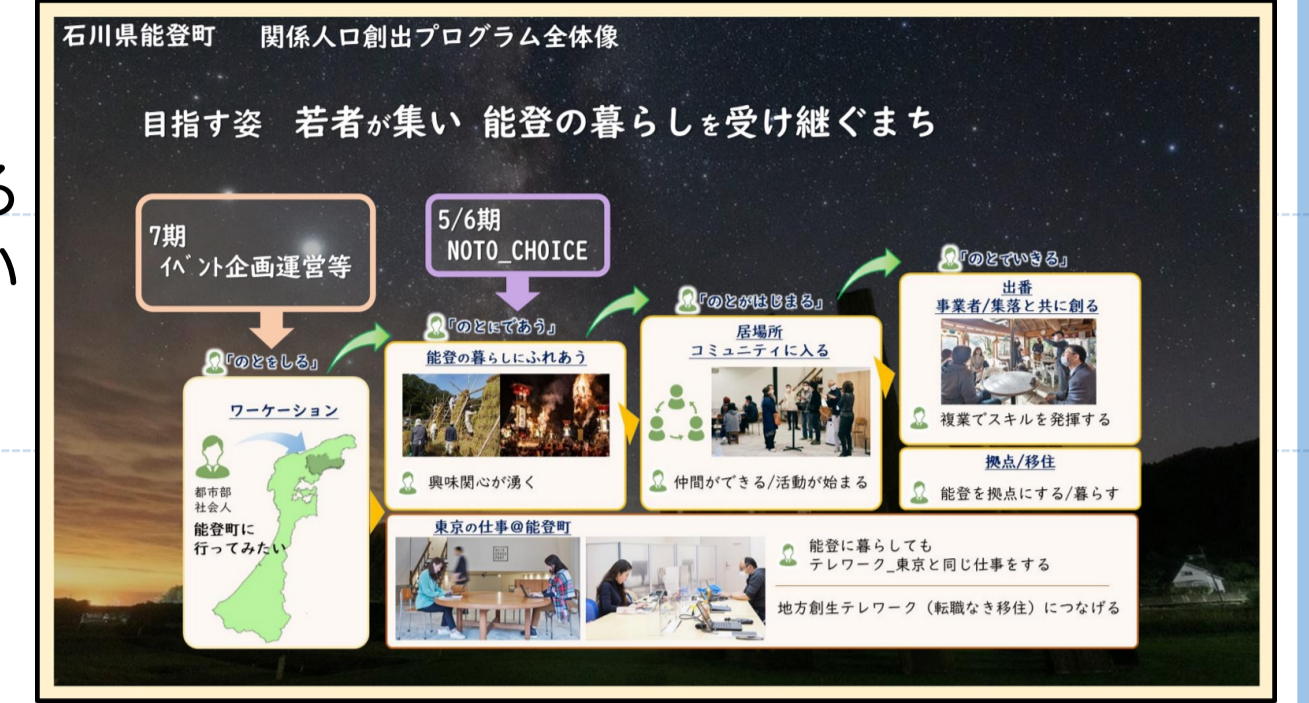 石川県能登町 関係人口創出プログラム全体像
目指す姿 若者が集い 能登の暮らしを受け継ぐまち
る
い
7期
ｲﾍﾞﾝﾄ企画運営等
5/6期
NOTO_CHOICE
「のとをしる」
ワーケーション
都市部
社会人
能登町に
行ってみたい
「のとにであう」
能登の暮らしにふれあう
興味関心が湧く
「のとがはじまる」
居場所
コミュニティに入る
仲間ができる/活動が始まる
「のとでいきる」
出番
事業者/集落と共に創る
複業でスキルを発揮する
拠点/移住
能登を拠点にする/暮らす
東京の仕事@能登町
能登に暮らしても
テレワーク_東京と同じ仕事をする
地方創生テレワーク（転職なき移住）につなげる